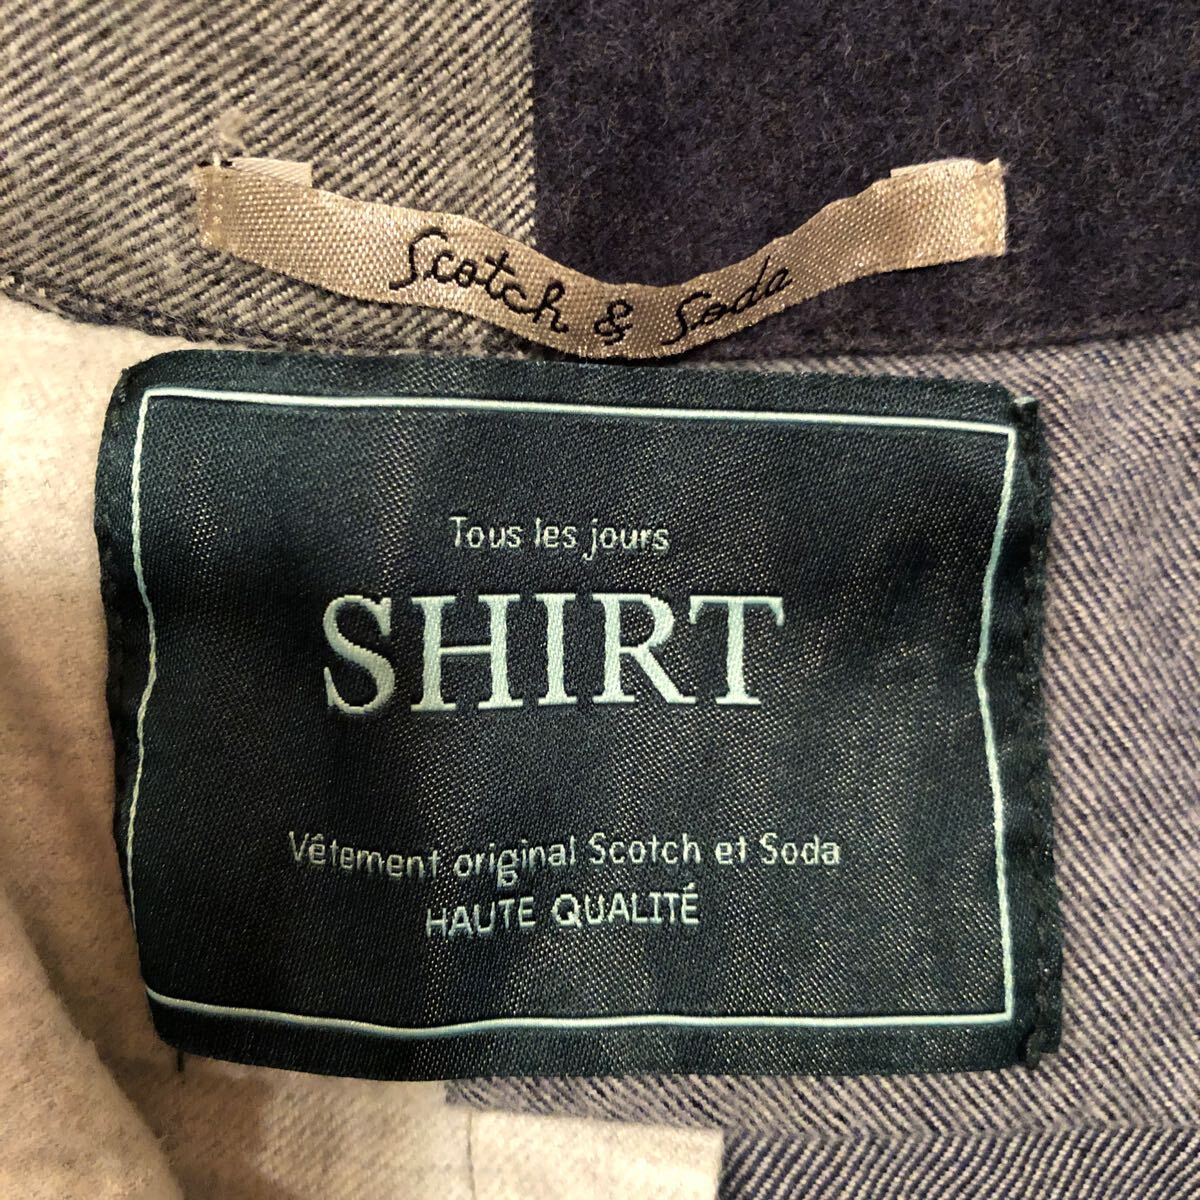 Scotch & Soda
Tous les jours
SHIRT
Vêtement original Scotch et Soda
HAUTE QUALITÉ